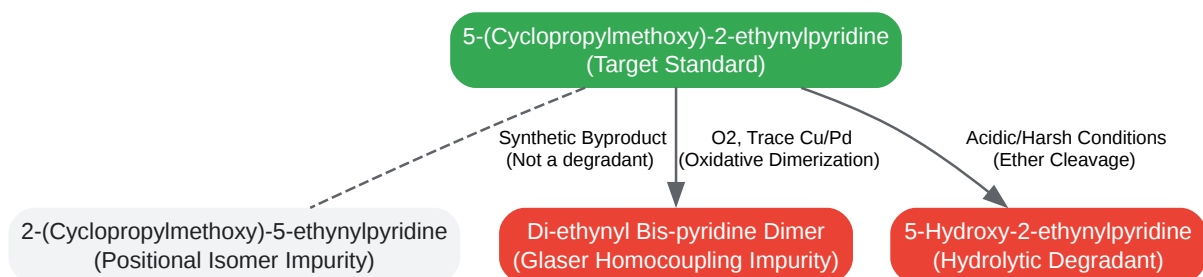 5-(Cyclopropylmethoxy)-2-ethynylpyridine
(Target Standard)
Synthetic Byproduct
(Not a degradant)
O2, Trace Cu/Pd
(Oxidative Dimerization)
Acidic/Harsh Conditions
(Ether Cleavage)
2-(Cyclopropylmethoxy)-5-ethynylpyridine
(Positional Isomer Impurity)
Di-ethynyl Bis-pyridine Dimer
(Glaser Homocoupling Impurity)
5-Hydroxy-2-ethynylpyridine
(Hydrolytic Degradant)